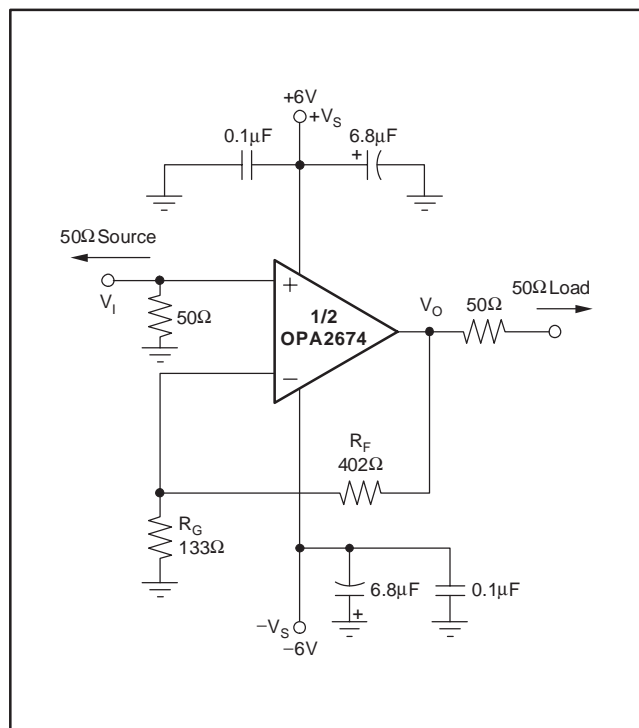 +6V
+V_S
0.1μF
6.8μF
+
50Ω Source
50Ω Load
V_I
+
50Ω
1/2
OPA2674
−
V_O
50Ω
R_F
402Ω
R_G
133Ω
6.8μF
+
0.1μF
−V_S
−6V